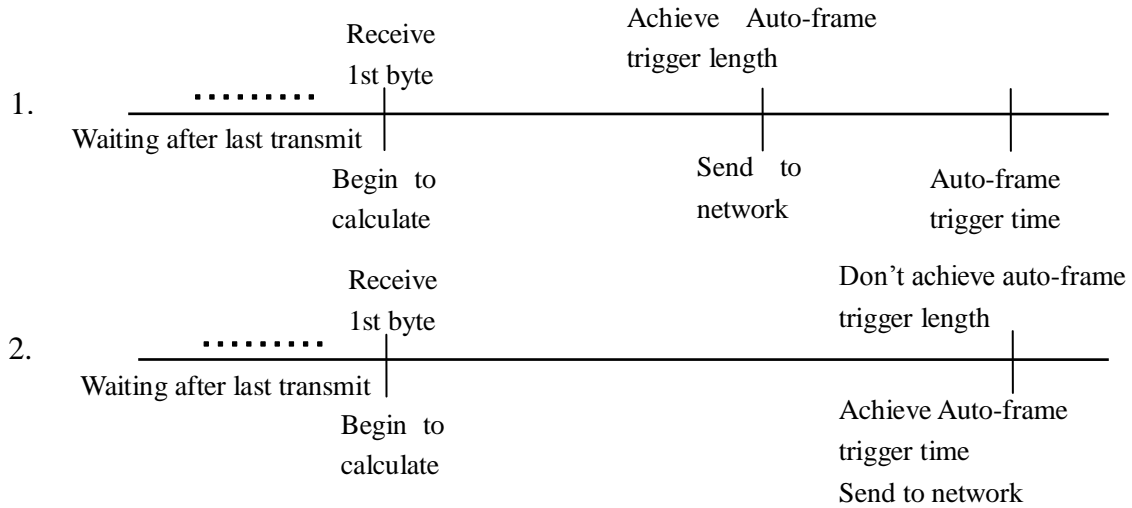 Achieve Auto-frame
trigger length
Receive
1st byte
1.
Waiting after last transmit
Begin to
calculate
Send to
network
Auto-frame
trigger time
Receive
1st byte
Don’t achieve auto-frame
trigger length
2.
Waiting after last transmit
Begin to
calculate
Achieve Auto-frame
trigger time
Send to network